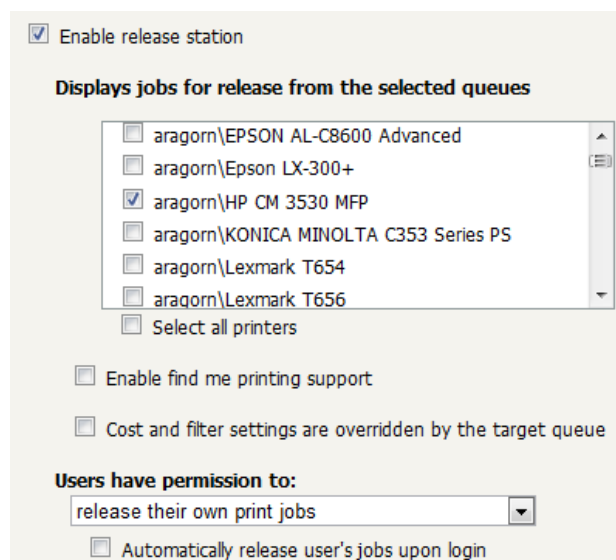 Enable release station
Displays jobs for release from the selected queues
aragorn\EPSON AL-C8600 Advanced
aragorn\Epson LX-300+
aragorn\HP CM 3530 MFP
aragorn\KONICA MINOLTA C353 Series PS
aragorn\Lexmark T654
aragorn\Lexmark T656
Select all printers
Enable find me printing support
Cost and filter settings are overridden by the target queue
Users have permission to:
release their own print jobs
Automatically release user's jobs upon login